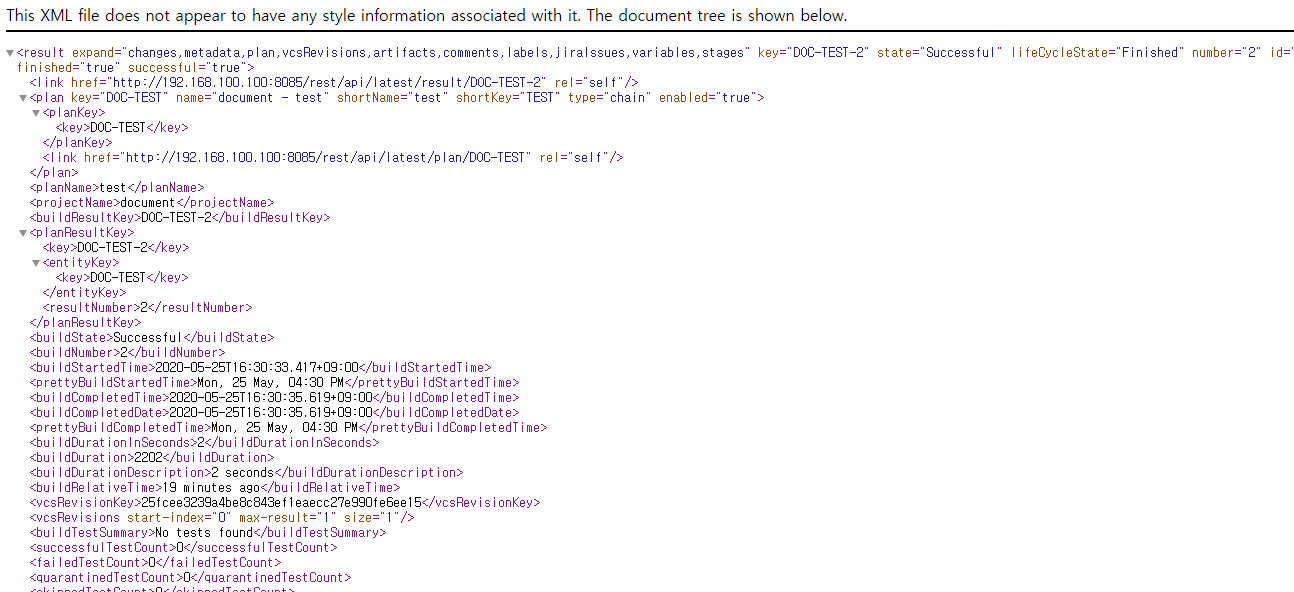 This XML file does not appear to have any style information associated with it. The document tree is shown below.
▼<result expand="changes,metadata,plan,vcsRevisions,artifacts,comments,labels,jiraIssues,variables,stages" key="DOC-TEST-2" state="Successful" lifeCycleState="Finished" number="2" id='
finished="true" successful="true">
<link href="http://192.168.100.100:8085/rest/api/latest/result/DOC-TEST-2" rel="self"/>
▼<plan key="DOC-TEST" name="document - test" shortName="test" shortKey="TEST" type="chain" enabled="true">
▼<planKey>
<key>DOC-TEST</key>
</planKey>
<link href="http://192.168.100.100:8085/rest/api/latest/plan/DOC-TEST" rel="self"/>
</plan>
<planName>test</planName>
<projectName>document</projectName>
<buildResultKey>DOC-TEST-2</buildResultKey>
▼<planResultKey>
<key>DOC-TEST-2</key>
▼<entityKey>
<key>DOC-TEST</key>
</entityKey>
<resultNumber>2</resultNumber>
</planResultKey>
<buildState>Successful</buildState>
<buildNumber>2</buildNumber>
<buildStartedTime>2020-05-25T16:30:33.417+09:00</buildStartedTime>
<prettyBuildStartedTime>Mon, 25 May, 04:30 PM</prettyBuildStartedTime>
<buildCompletedTime>2020-05-25T16:30:35.619+09:00</buildCompletedTime>
<buildCompletedDate>2020-05-25T16:30:35.619+09:00</buildCompletedDate>
<prettyBuildCompletedTime>Mon, 25 May, 04:30 PM</prettyBuildCompletedTime>
<buildDurationInSeconds>2</buildDurationInSeconds>
<buildDuration>2202</buildDuration>
<buildDurationDescription>2 seconds</buildDurationDescription>
<buildRelativeTime>19 minutes ago</buildRelativeTime>
<vcsRevisionKey>25fcee3239a4be8c843ef1eaecc27e990fe6ee15</vcsRevisionKey>
<vcsRevisions start-index="0" max-result="1" size="1"/>
<buildTestSummary>No tests found</buildTestSummary>
<successfulTestCount>0</successfulTestCount>
<failedTestCount>0</failedTestCount>
<quarantinedTestCount>0</quarantinedTestCount>
<skippedTestCount>0</skippedTestCount>